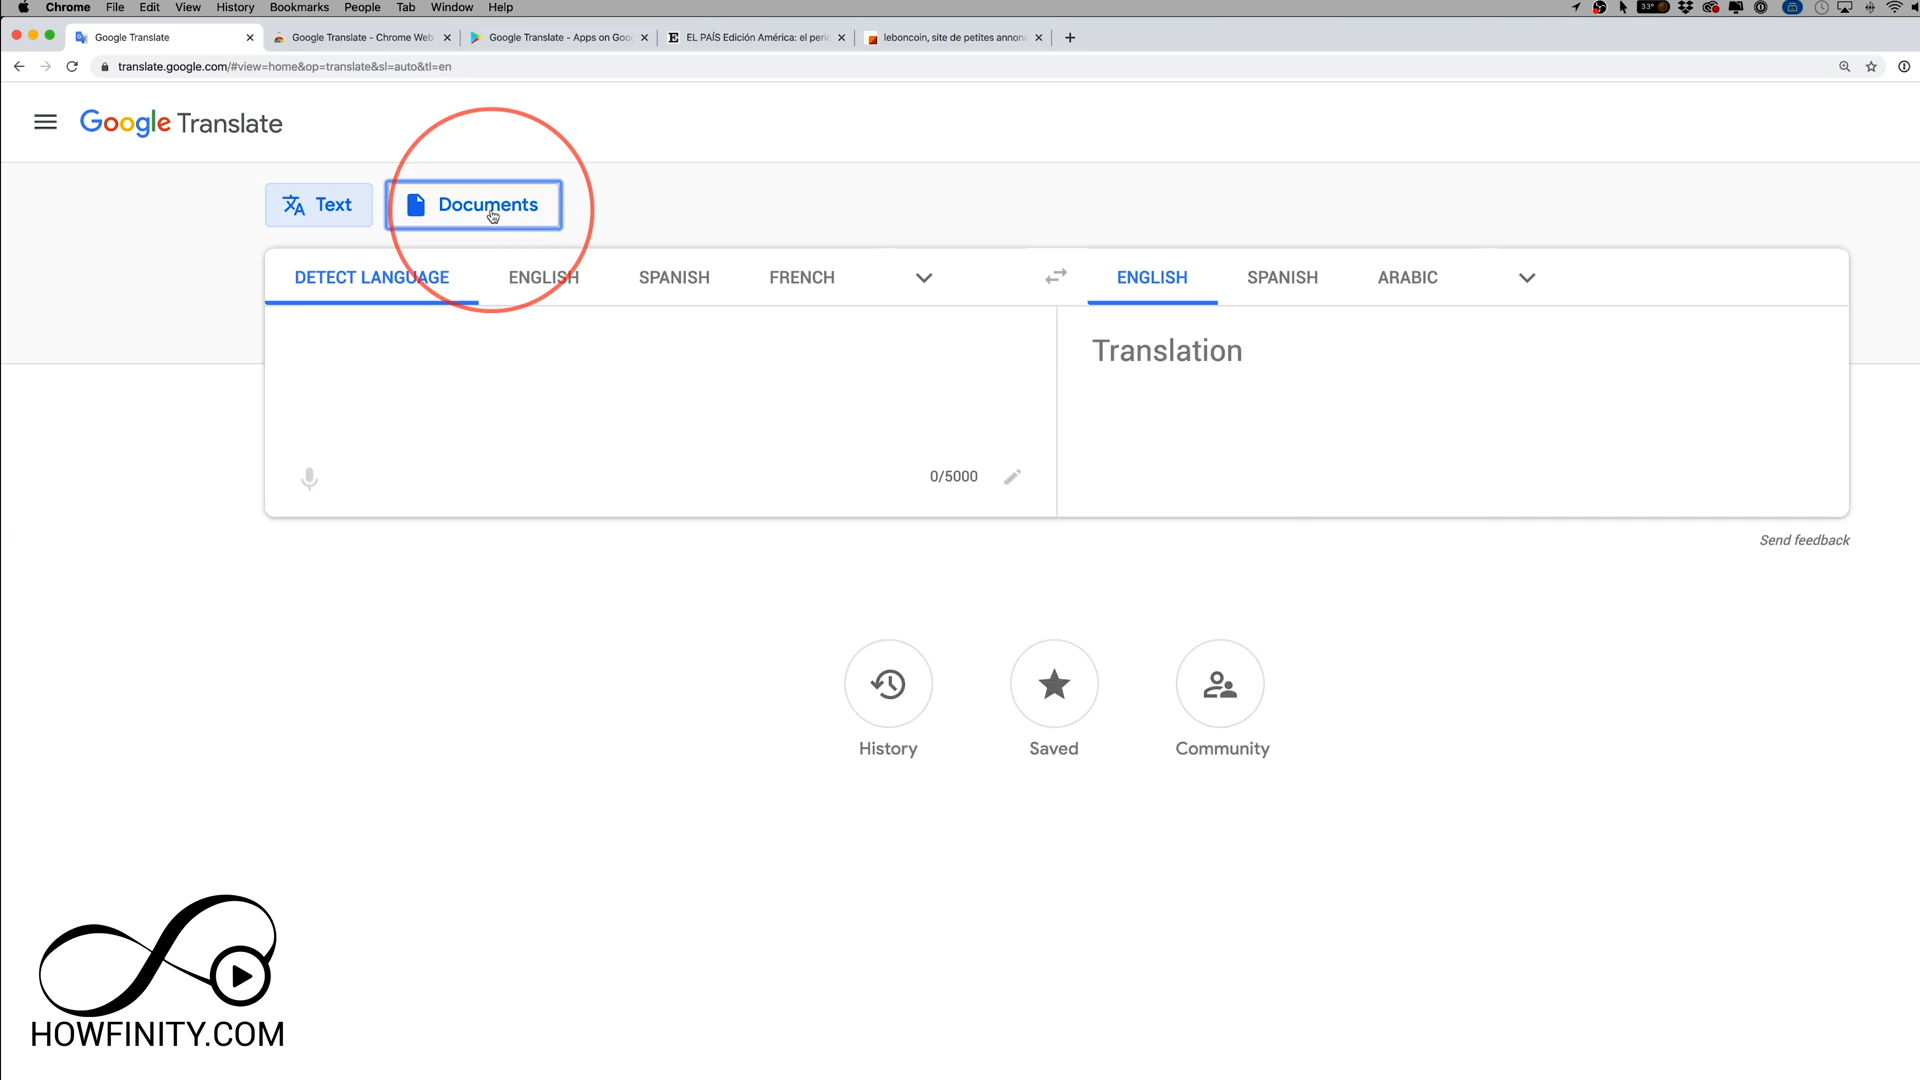 Chrome File Edit View History Bookmarks People Tab Window Help
33°
Google Translate
Google Translate - Chrome Web
Google Translate - Apps on Goo
EL PAÍS Edición América: el peri
leboncoin, site de petites annon
translate.google.com/#view=home&op=translate&sl=auto&tl=en
Google Translate
Text
Documents
DETECT LANGUAGE ENGLISH SPANISH FRENCH
ENGLISH SPANISH ARABIC
Translation
0/5000
Send feedback
History
Saved
Community
HOWFINITY.COM